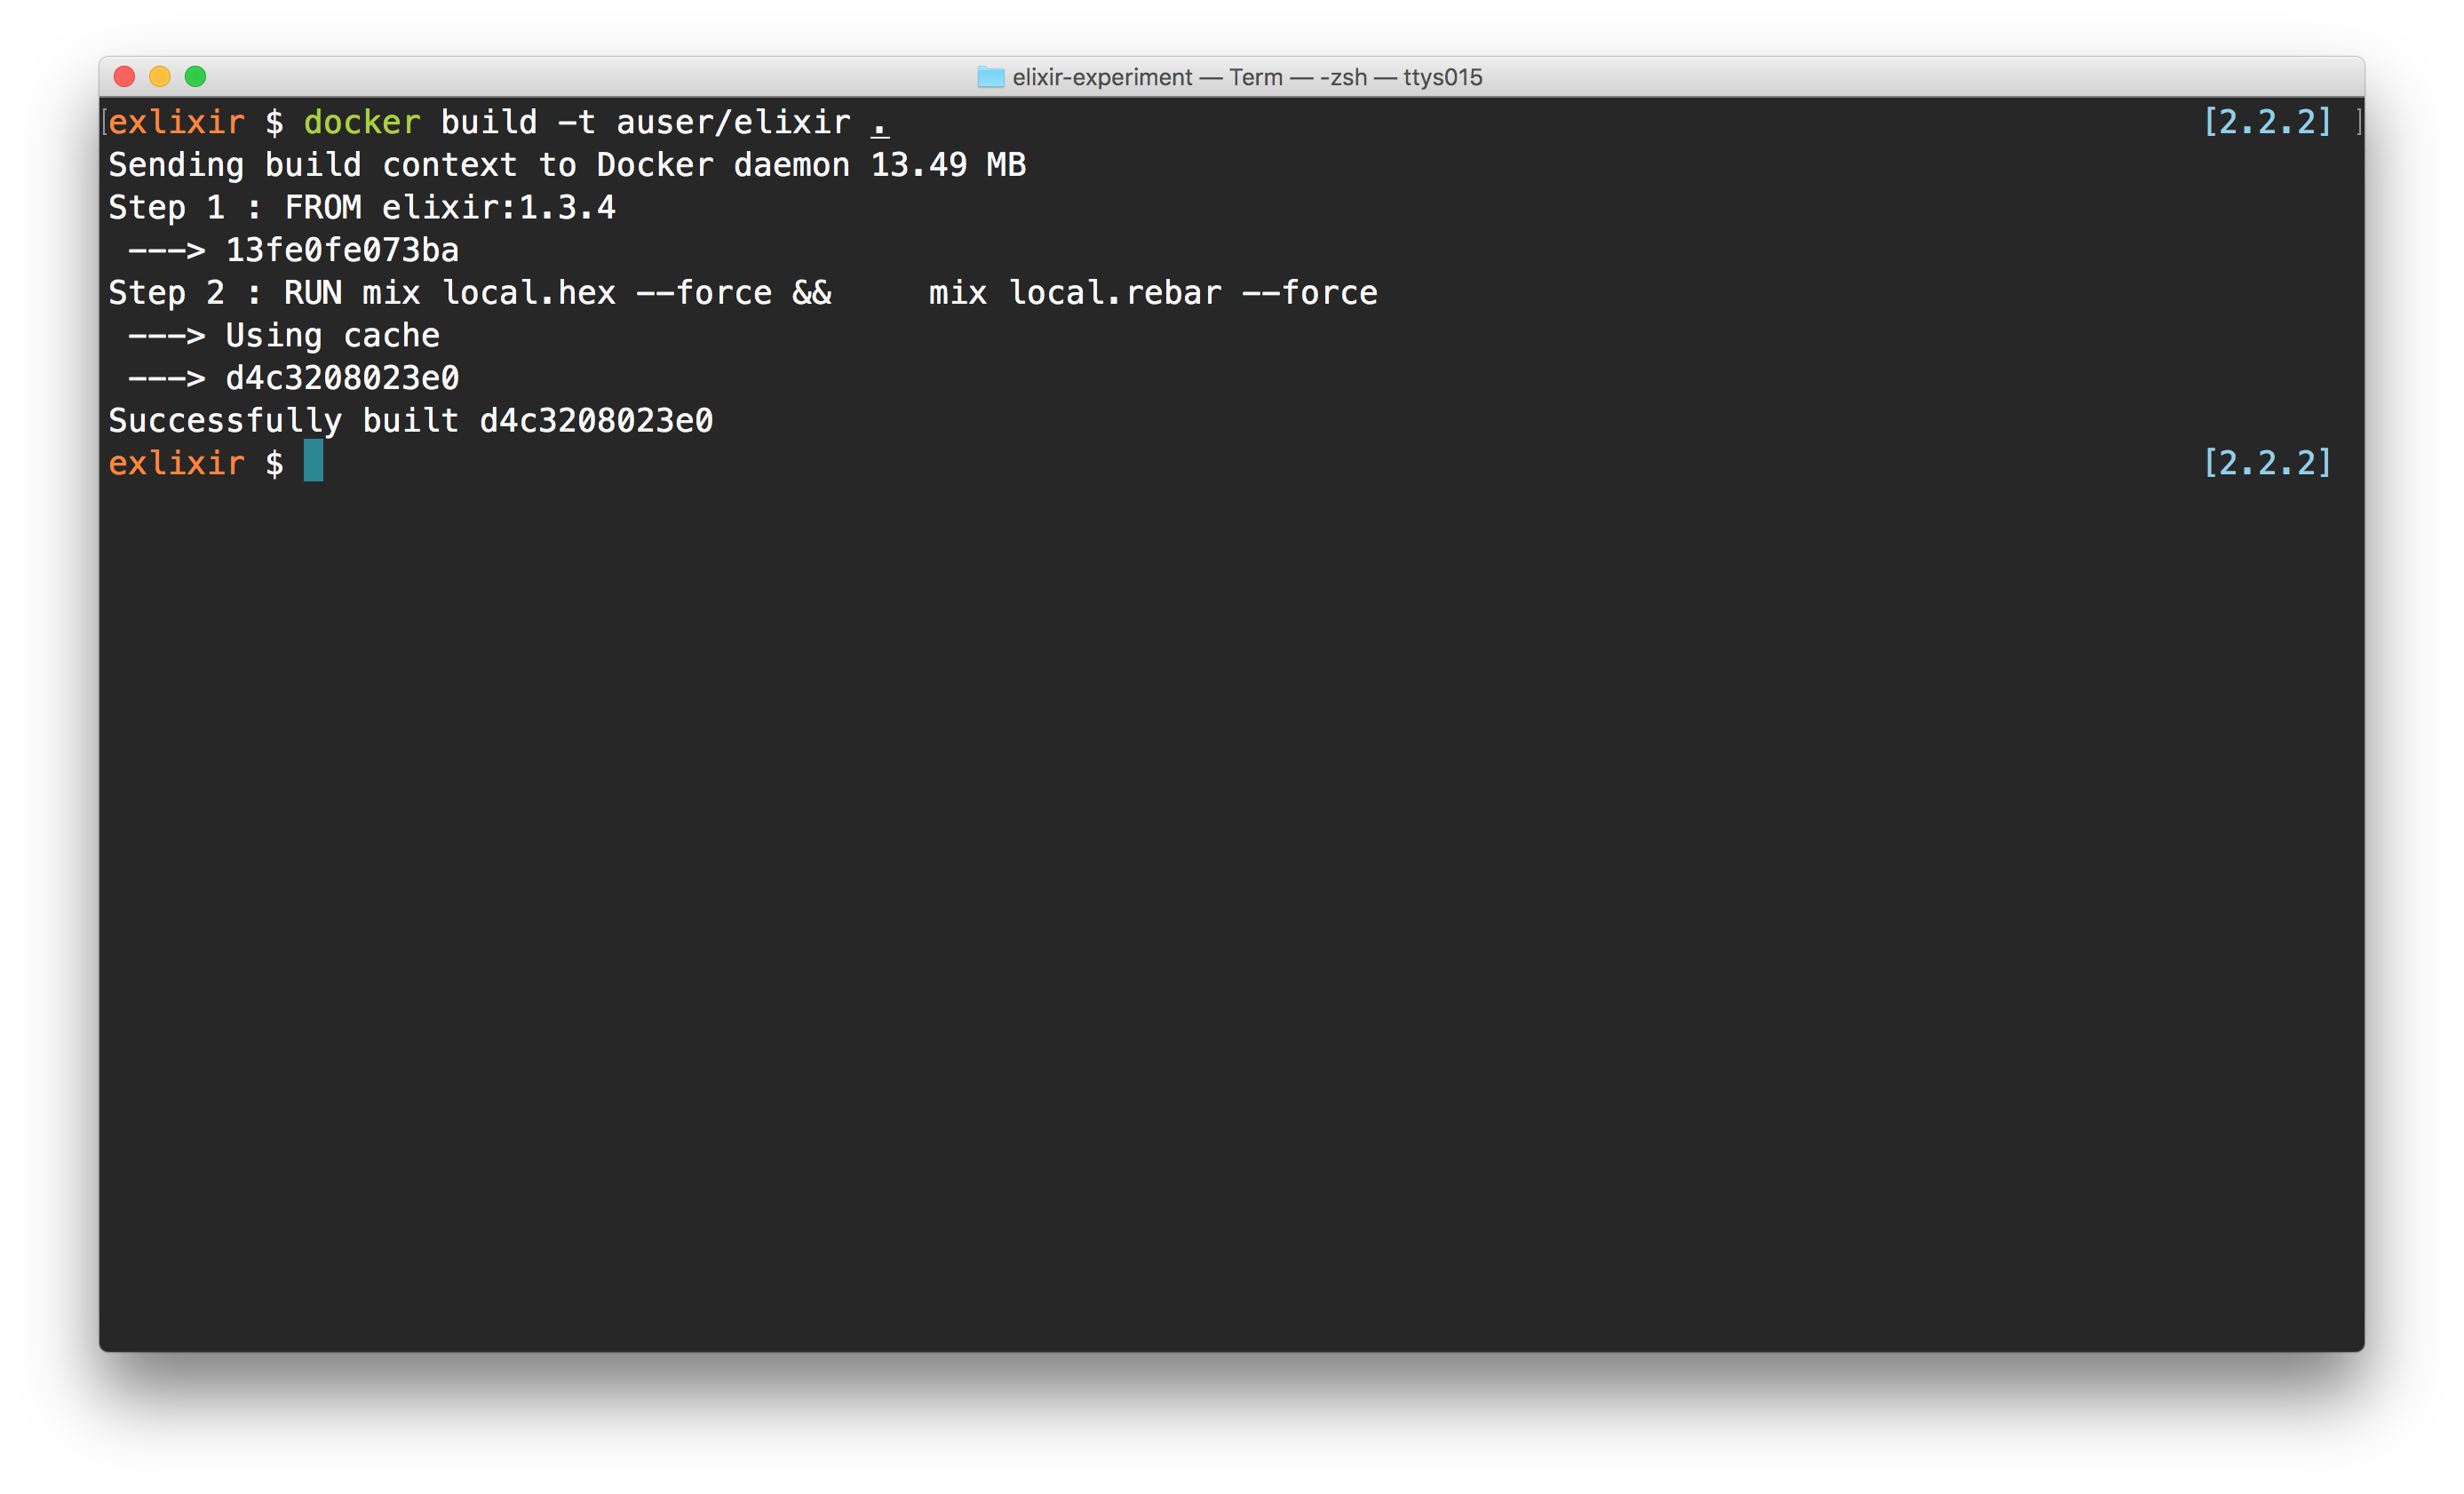 elixir-experiment — Term — -zsh — ttys015
exlixir $ docker build -t auser/elixir . [2.2.2]
Sending build context to Docker daemon 13.49 MB
Step 1 : FROM elixir:1.3.4
 ---> 13fe0fe073ba
Step 2 : RUN mix local.hex --force &&     mix local.rebar --force
 ---> Using cache
 ---> d4c3208023e0
Successfully built d4c3208023e0
exlixir $ [2.2.2]